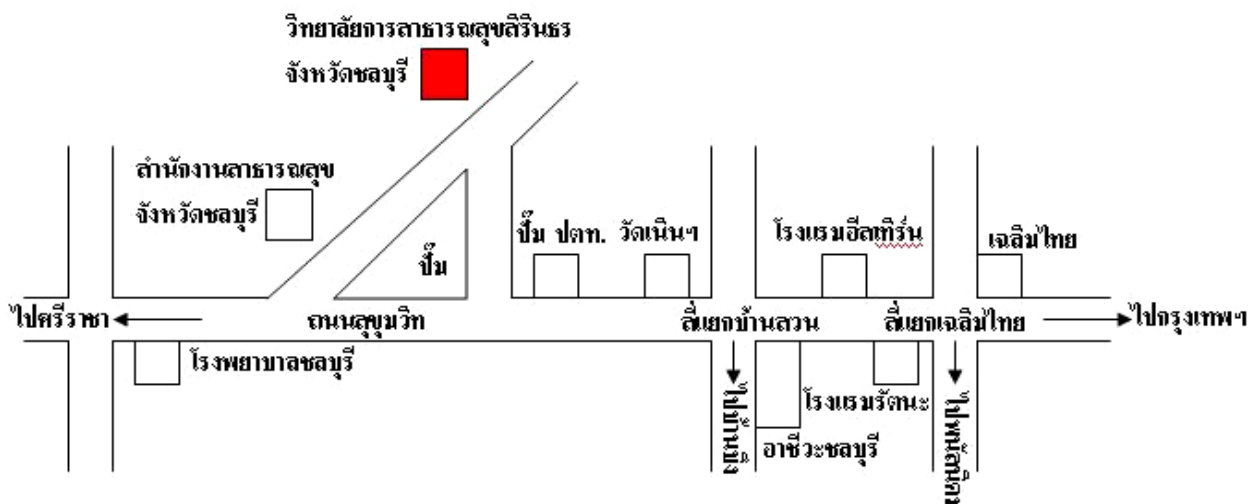 วิทยาลัยการสาธารณสุขสิรินธร
จังหวัดชลบุรี
สำนักงานสาธารณสุข
จังหวัดชลบุรี
ปั๊ม
ปั๊ม ปตท.
วัดเนินฯ
โรงแรมอีสเทิร์น
เฉลิมไทย
ไปศรีราชา
ถนนสุขุมวิท
สี่แยกบ้านสวน
สี่แยกเฉลิมไทย
ไปกรุงเทพฯ
โรงพยาบาลชลบุรี
ไปบ้านบึง
โรงแรมรัตนะ
อาชีวะชลบุรี
ไปพนัสนิคม